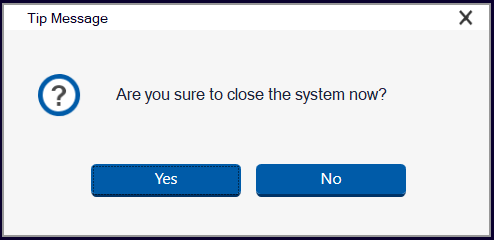 Tip Message
Are you sure to close the system now?
Yes
No